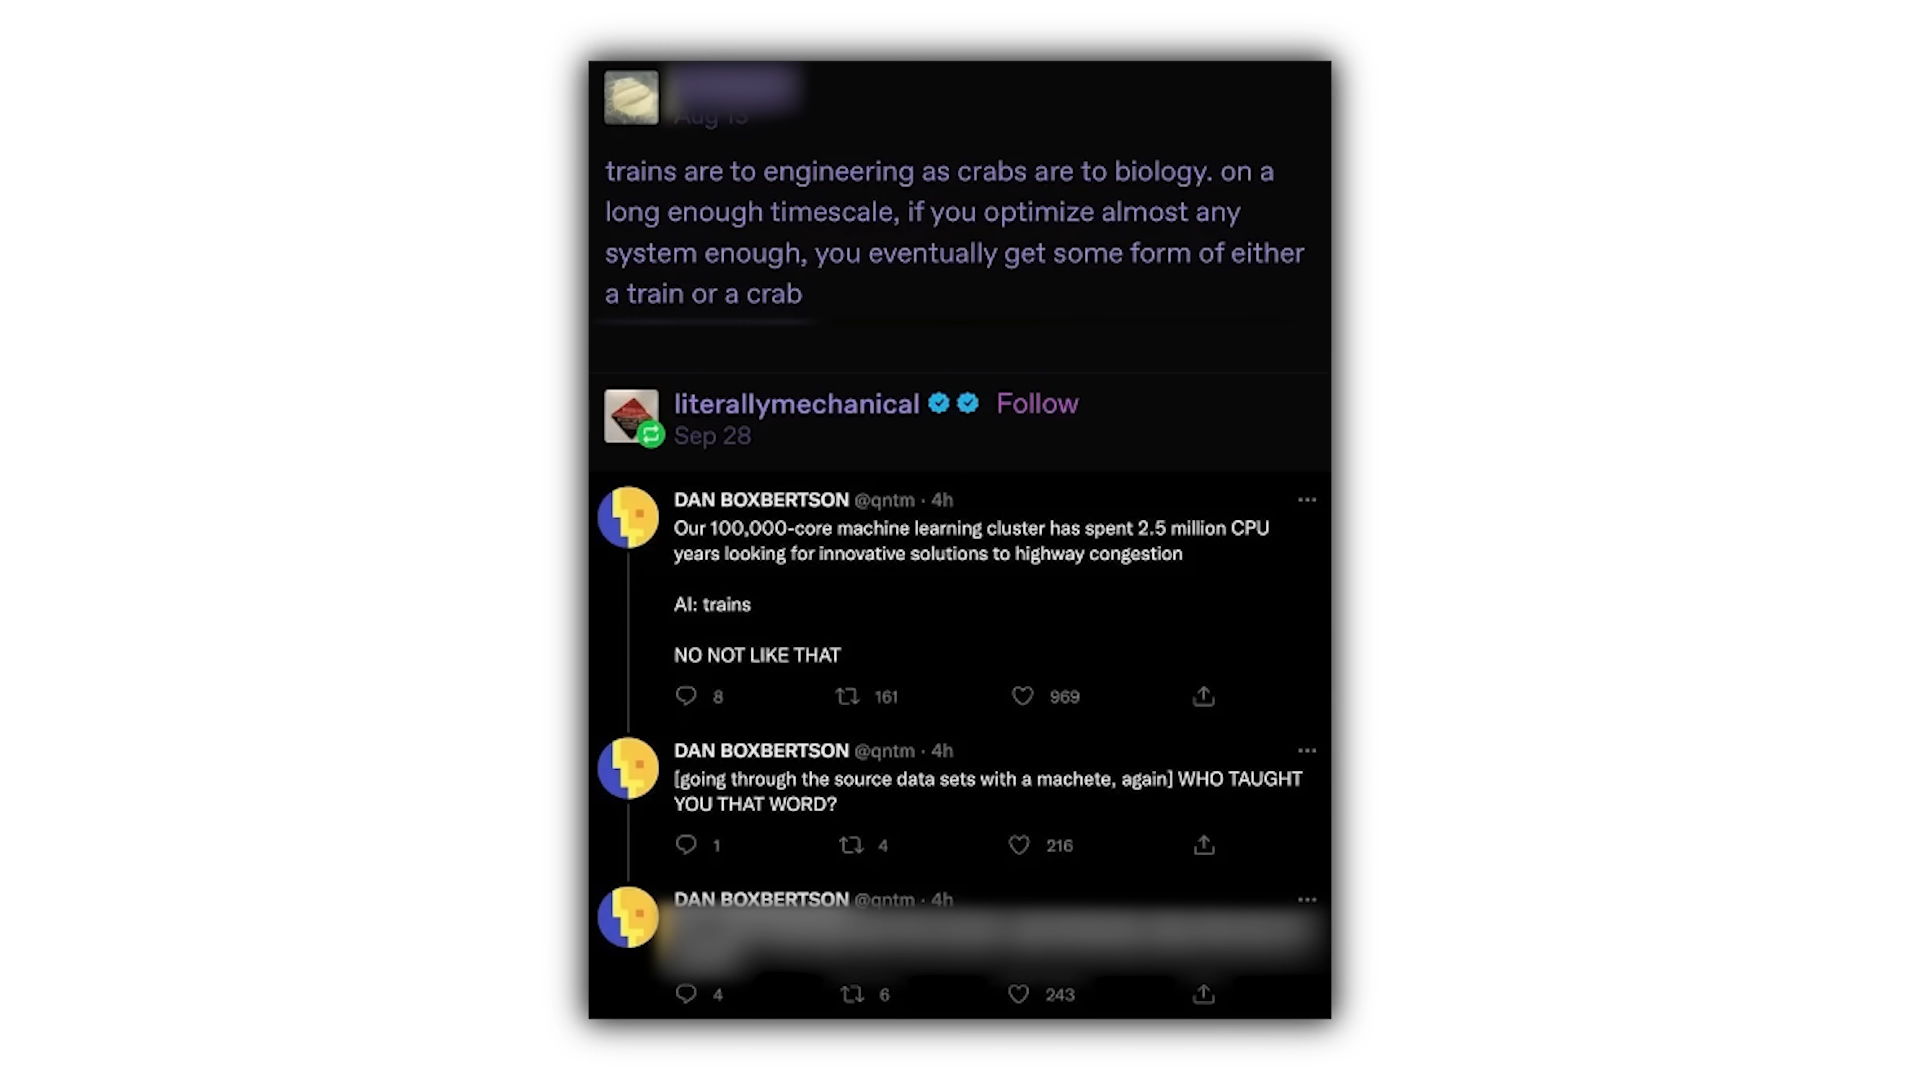 Aug 13
trains are to engineering as crabs are to biology. on a
long enough timescale, if you optimize almost any
system enough, you eventually get some form of either
a train or a crab
literallymechanical Follow
Sep 28
DAN BOXBERTSON @qntm · 4h
Our 100,000-core machine learning cluster has spent 2.5 million CPU
years looking for innovative solutions to highway congestion
AI: trains
NO NOT LIKE THAT
8 161 969
DAN BOXBERTSON @qntm · 4h
[going through the source data sets with a machete, again] WHO TAUGHT
YOU THAT WORD?
1 4 216
DAN BOXBERTSON @qntm · 4h
4 6 243